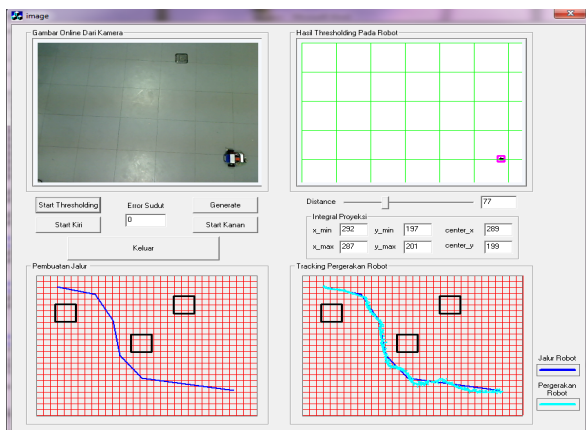 image
Gambar Online Dari Kamera
Hasil Thresholding Pada Robot
Start Thresholding
Error Sudut
Generate
0
Start Kiri
Start Kanan
Keluar
Distance
77
Integral Proyeksi
x_min 292 y_min 197 center_x 289
x_max 287 y_max 201 center_y 199
Pembuatan Jalur
Tracking Pergerakan Robot
Jalur Robot
Pergerakan
Robot